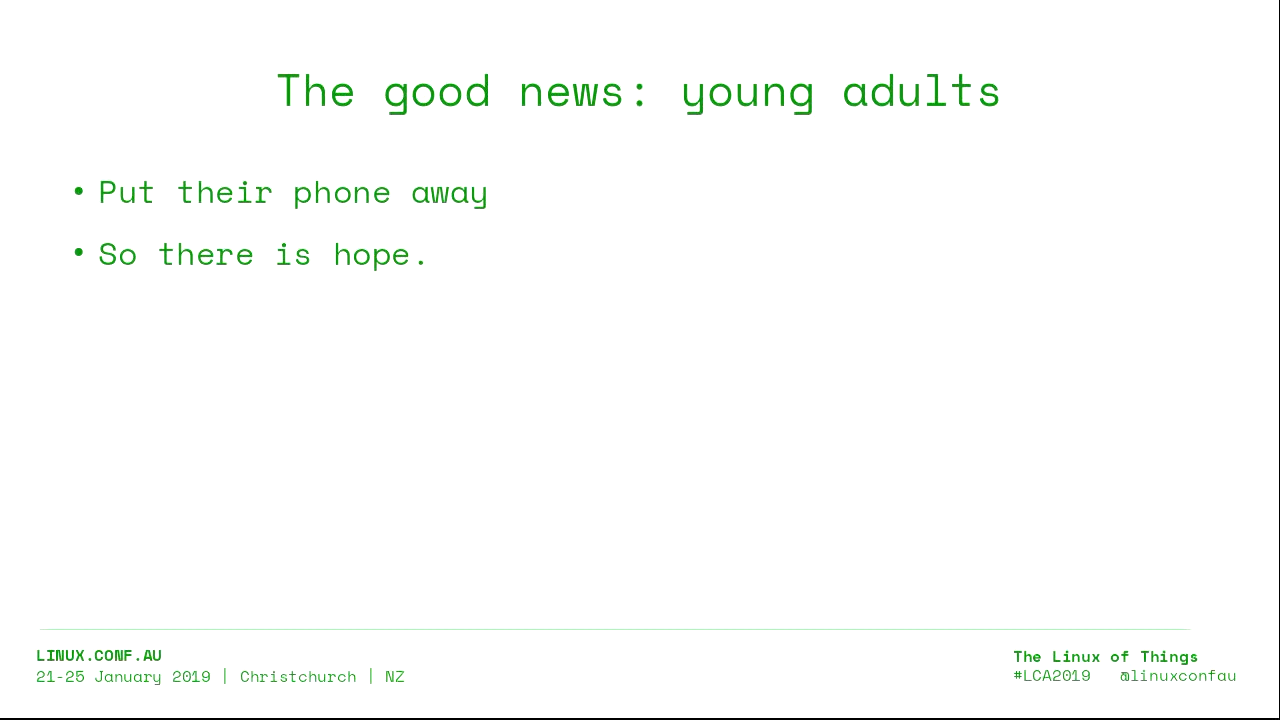 The good news: young adults
• Put their phone away
• So there is hope.
LINUX.CONF.AU
21-25 January 2019 | Christchurch | NZ
The Linux of Things
#LCA2019 @linuxconfau